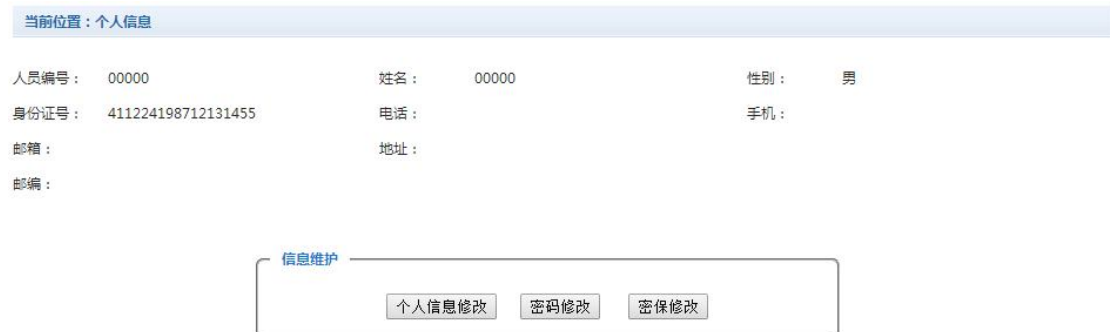 当前位置：个人信息
人员编号： 00000 姓名： 00000 性别： 男
身份证号： 411224198712131455 电话： 手机：
邮箱： 地址：
邮编：
信息维护
个人信息修改 密码修改 密保修改